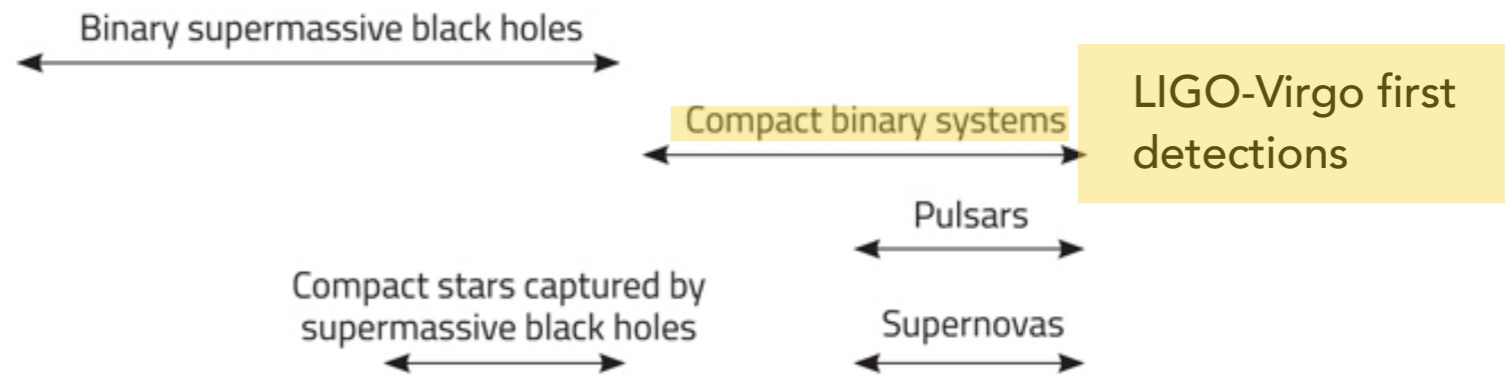 Binary supermassive black holes
Compact binary systems
LIGO-Virgo first
detections
Pulsars
Compact stars captured by
supermassive black holes
Supernovas